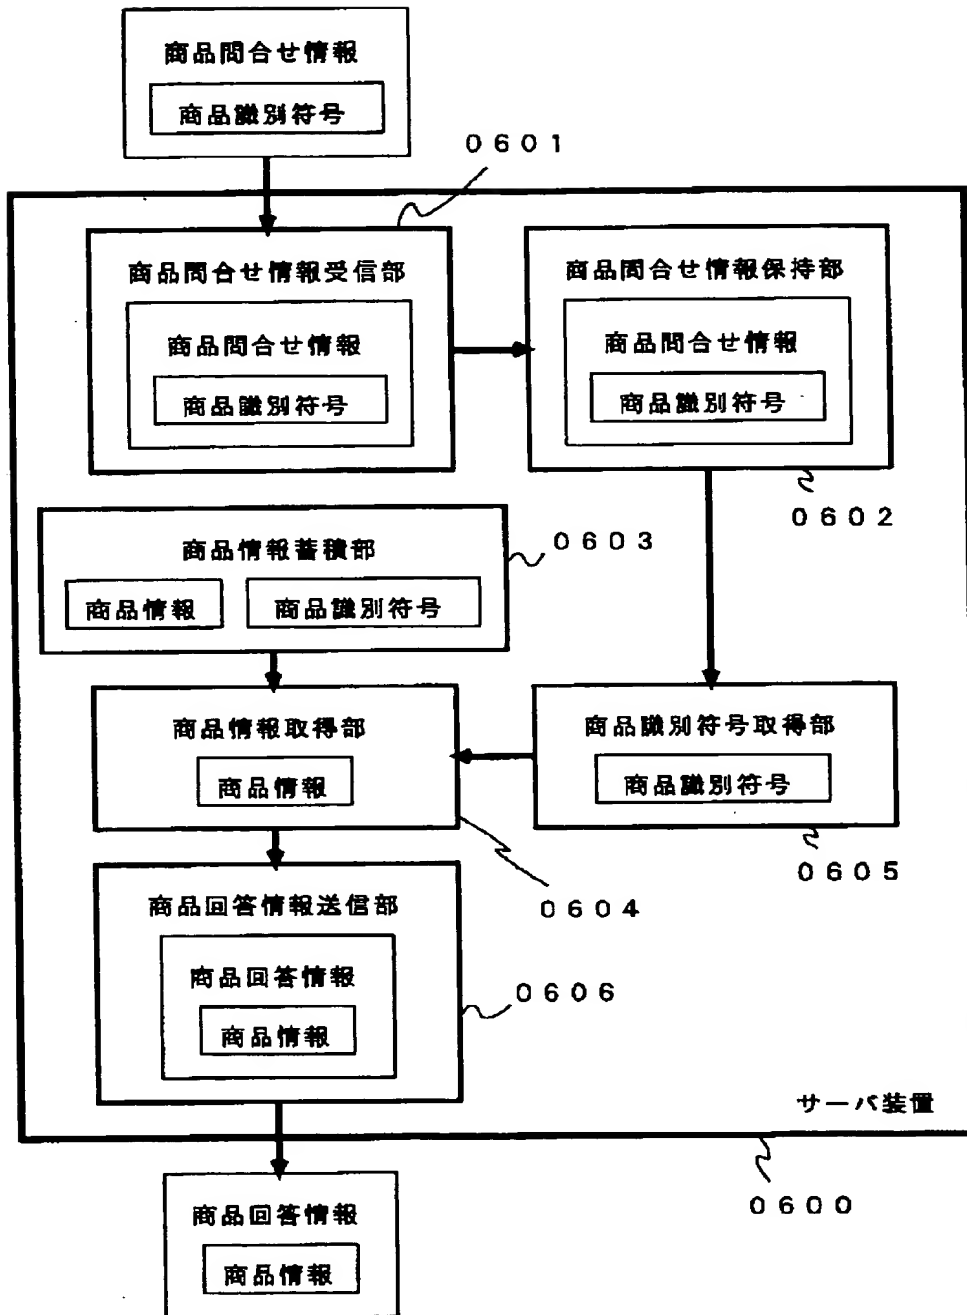 商品問合せ情報
商品識別符号
0601
商品問合せ情報受信部
商品問合せ情報
商品識別符号
商品問合せ情報保持部
商品問合せ情報
商品識別符号
0602
商品情報蓄積部
商品情報
商品識別符号
0603
商品情報取得部
商品情報
商品識別符号取得部
商品識別符号
0605
0604
商品回答情報送信部
商品回答情報
商品情報
0606
サーバ装置
0600
商品回答情報
商品情報